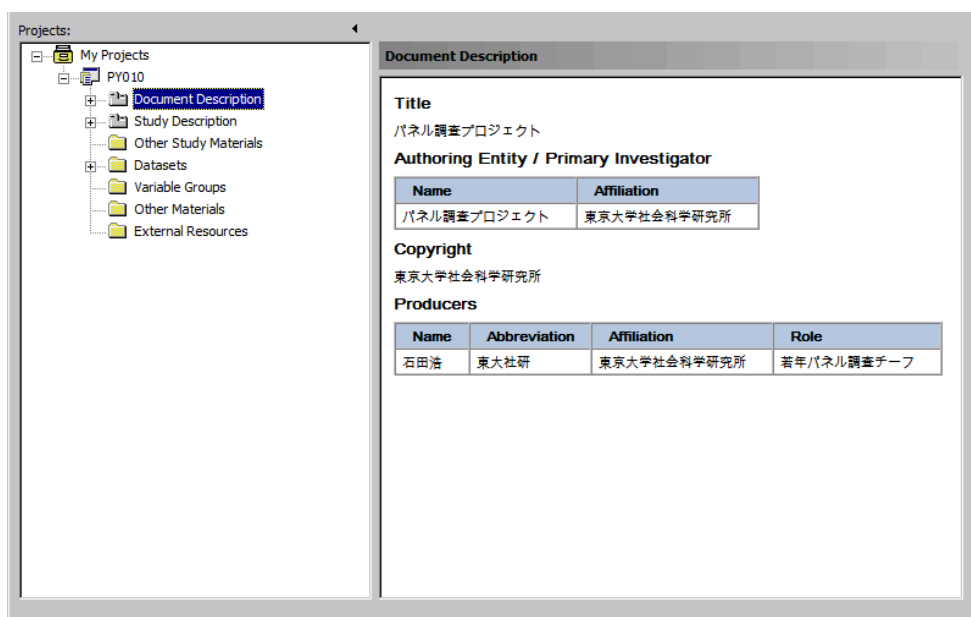 Projects:
My Projects
PY010
Document Description
Study Description
Other Study Materials
Datasets
Variable Groups
Other Materials
External Resources
Document Description
Title
パネル調査プロジェクト
Authoring Entity / Primary Investigator
Name Affiliation
パネル調査プロジェクト 東京大学社会科学研究所
Copyright
東京大学社会科学研究所
Producers
Name Abbreviation Affiliation Role
石田浩 東大社研 東京大学社会科学研究所 若年パネル調査チーフ